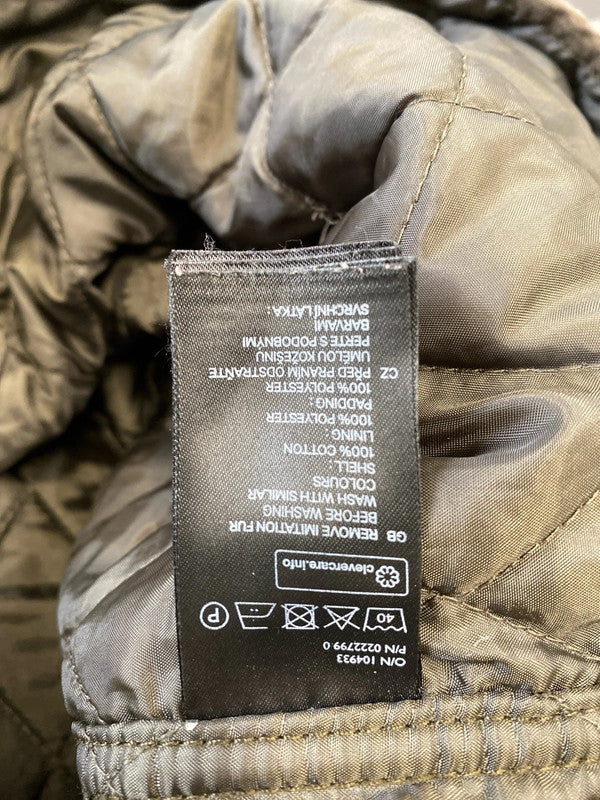 O/N 104933
P/N 0222799 0
40
P
clevercare.info
GB REMOVE IMITATION FUR
BEFORE WASHING
WASH WITH SIMILAR
COLOURS
SHELL:
100% COTTON
LINING:
100% POLYESTER
PADDING:
100% POLYESTER
CZ PŘED PRANÍM ODSTRAŇTE
UMĚLOU KOŽEŠINU
PERTE S PODOBNÝMI
BARVAMI
SVRCHNÍ LÁTKA: